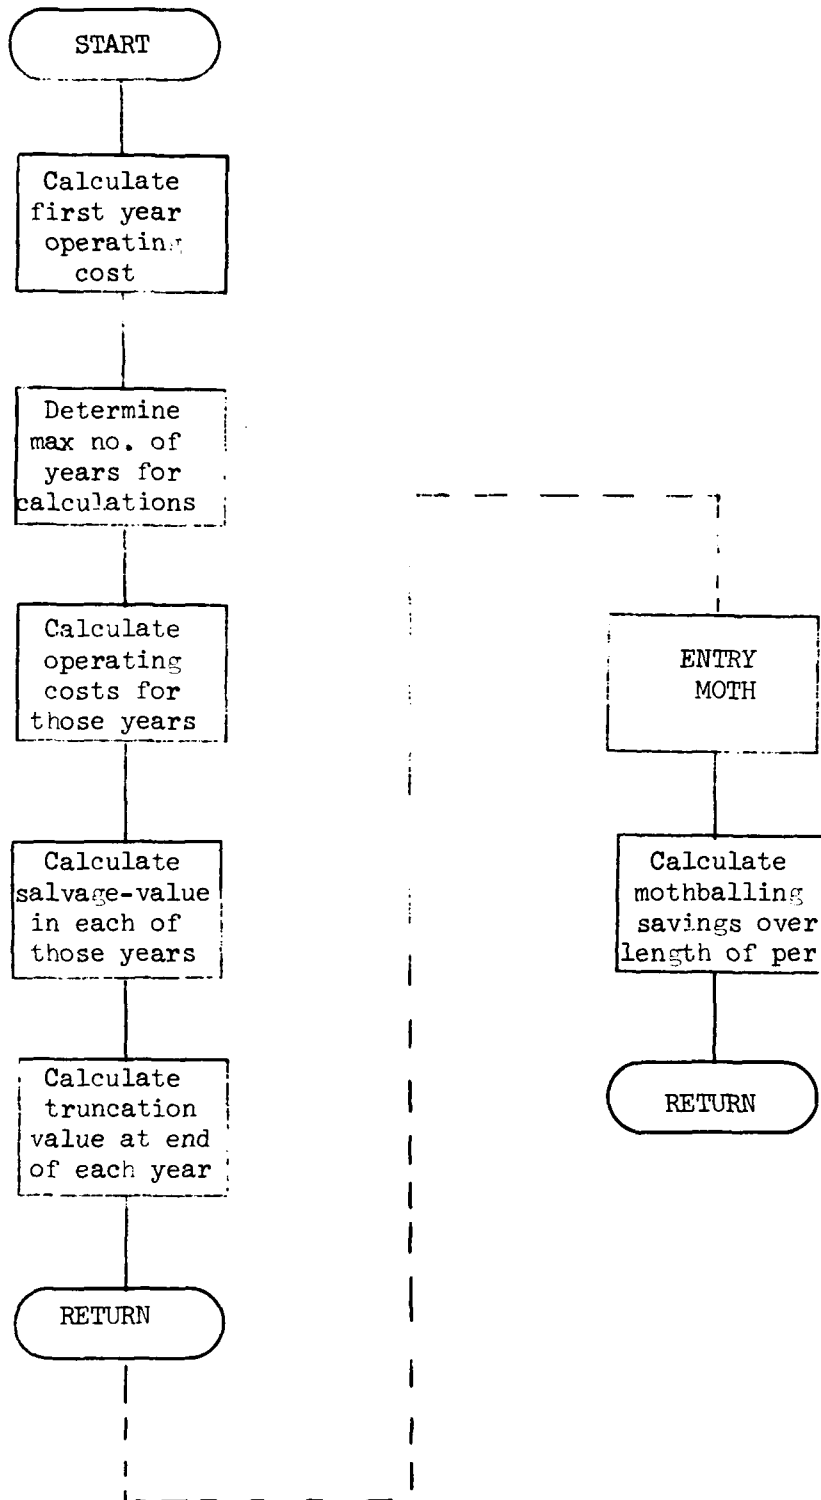 START
Calculate
first year
operating
cost
Determine
max no. of
years for
calculations
Calculate
operating
costs for
those years
Calculate
salvage-value
in each of
those years
Calculate
truncation
value at end
of each year
RETURN
ENTRY
MOTH
Calculate
mothballing
savings over
length of per
RETURN